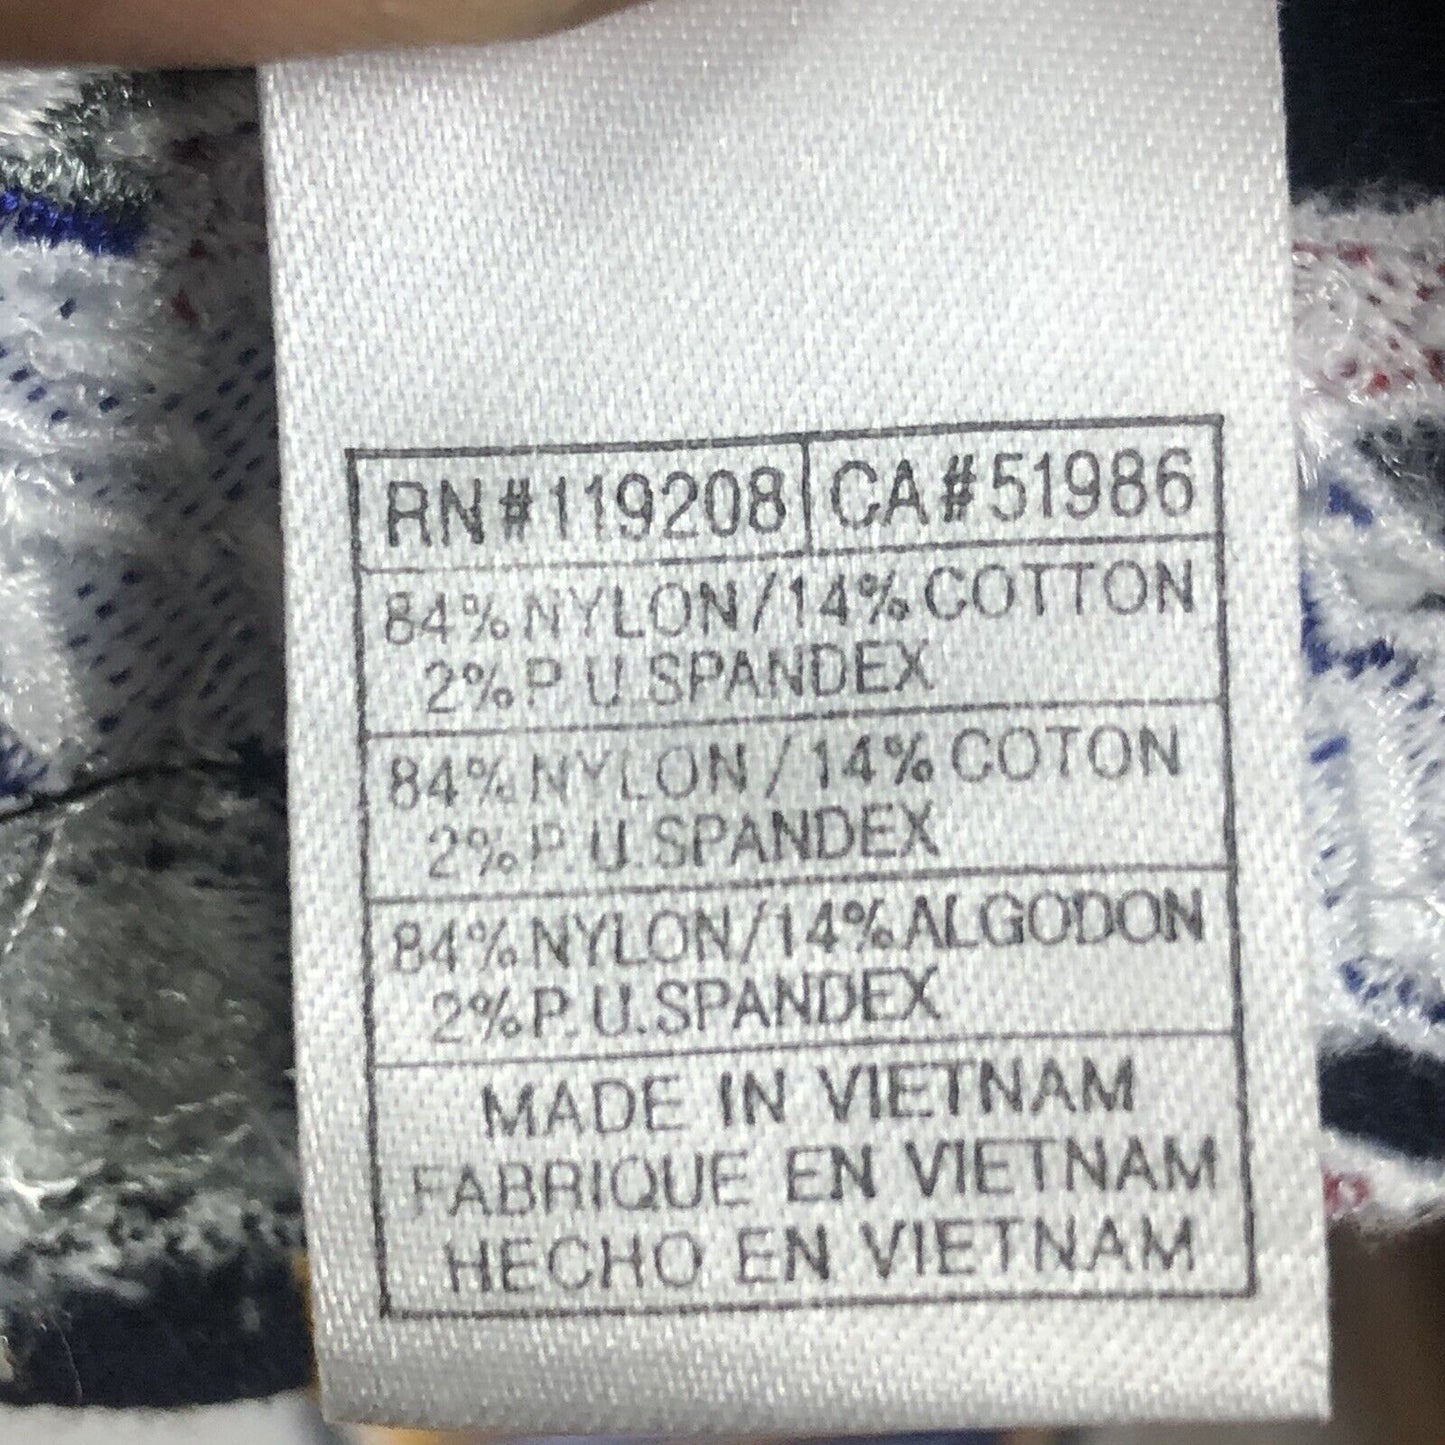 RN#119208 CA#51986
84%NYLON/14%COTTON
2%P.U.SPANDEX
84%NYLON/14%COTON
2%P.U.SPANDEX
84%NYLON/14%ALGODON
2%P.U.SPANDEX
MADE IN VIETNAM
FABRIQUE EN VIETNAM
HECHO EN VIETNAM